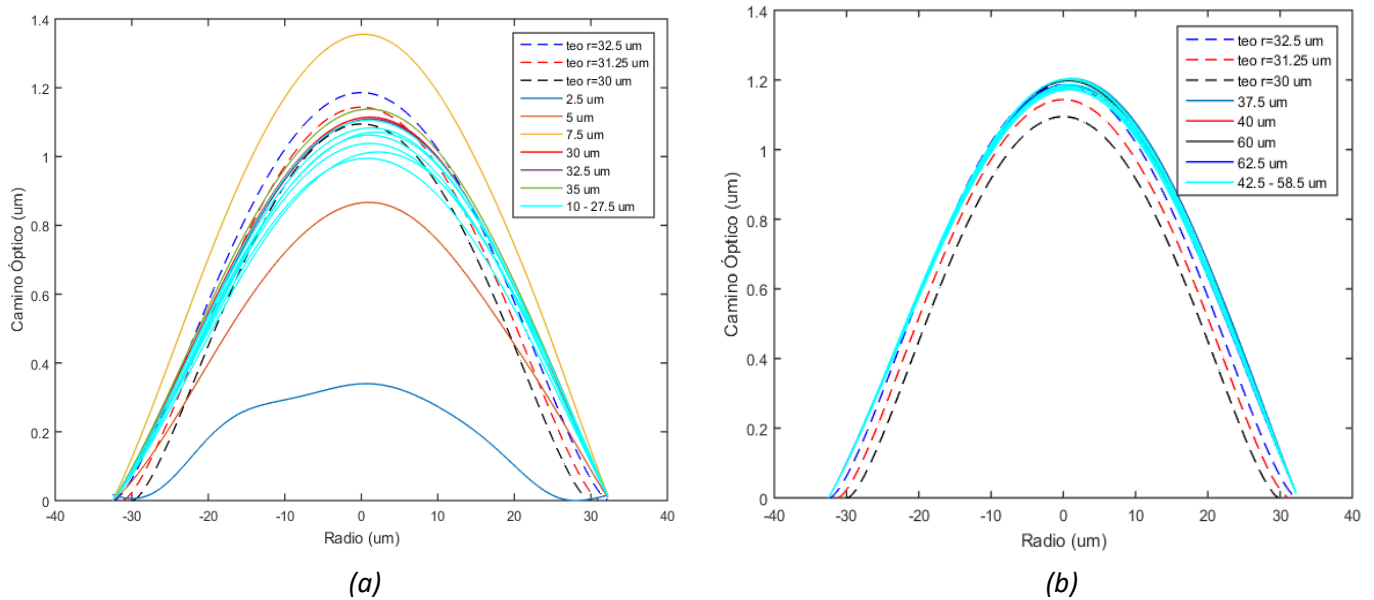 1.4
1.2
1
0.8
0.6
0.4
0.2
0
Camino Óptico (um)
-40
-30
-20
-10
0
10
20
30
40
Radio (um)
teo r=32.5 um
teo r=31.25 um
teo r=30 um
2.5 um
5 um
7.5 um
30 um
32.5 um
35 um
10 - 27.5 um
(a)
1.4
1.2
1
0.8
0.6
0.4
0.2
0
Camino Óptico (um)
-40
-30
-20
-10
0
10
20
30
40
Radio (um)
teo r=32.5 um
teo r=31.25 um
teo r=30 um
37.5 um
40 um
60 um
62.5 um
42.5 - 58.5 um
(b)